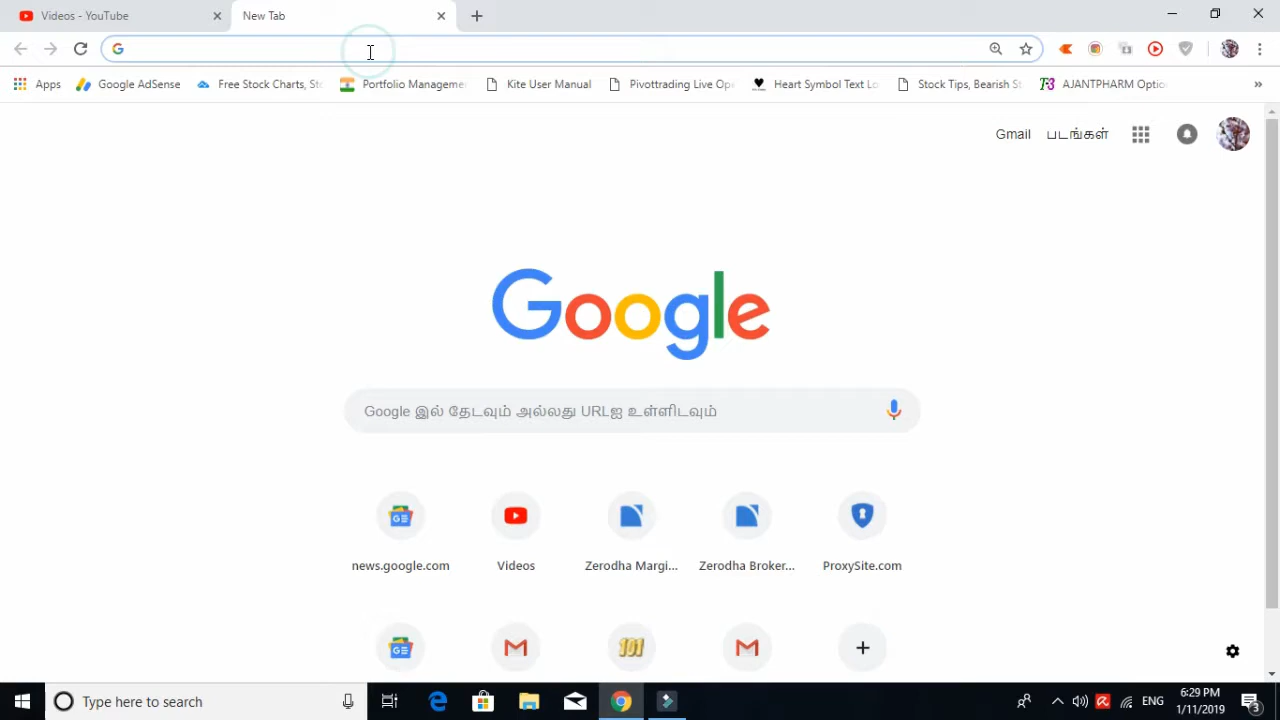 Videos - YouTube
New Tab
Apps
Google AdSense
Free Stock Charts, St
Portfolio Managemen
Kite User Manual
Pivottrading Live Op
Heart Symbol Text Lo
Stock Tips, Bearish S
AJANTPHARM Optio
Gmail
படங்கள்
Google
Google இல் தேடவும் அல்லது URLஐ உள்ளிடவும்
news.google.com
Videos
Zerodha Margi...
Zerodha Broker...
ProxySite.com
101
Type here to search
ENG
6:29 PM
1/11/2019
3